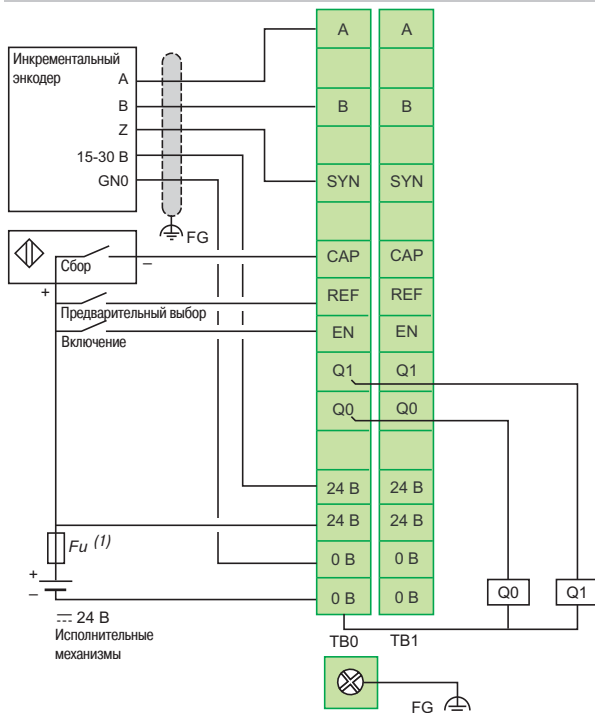 A A
Инкрементальный
энкодер
A
B B B
Z
15-30 В
GN0
SYN SYN
FG
Сбор
–
CAP CAP
+
REF REF
Предварительный выбор
EN EN
Включение
Q1 Q1
Q0 Q0
24 В 24 В
24 В 24 В
Fu (1)
0 В 0 В
+
–
0 В 0 В
Q0 Q1
24 В
Исполнительные
механизмы
TB0 TB1
FG